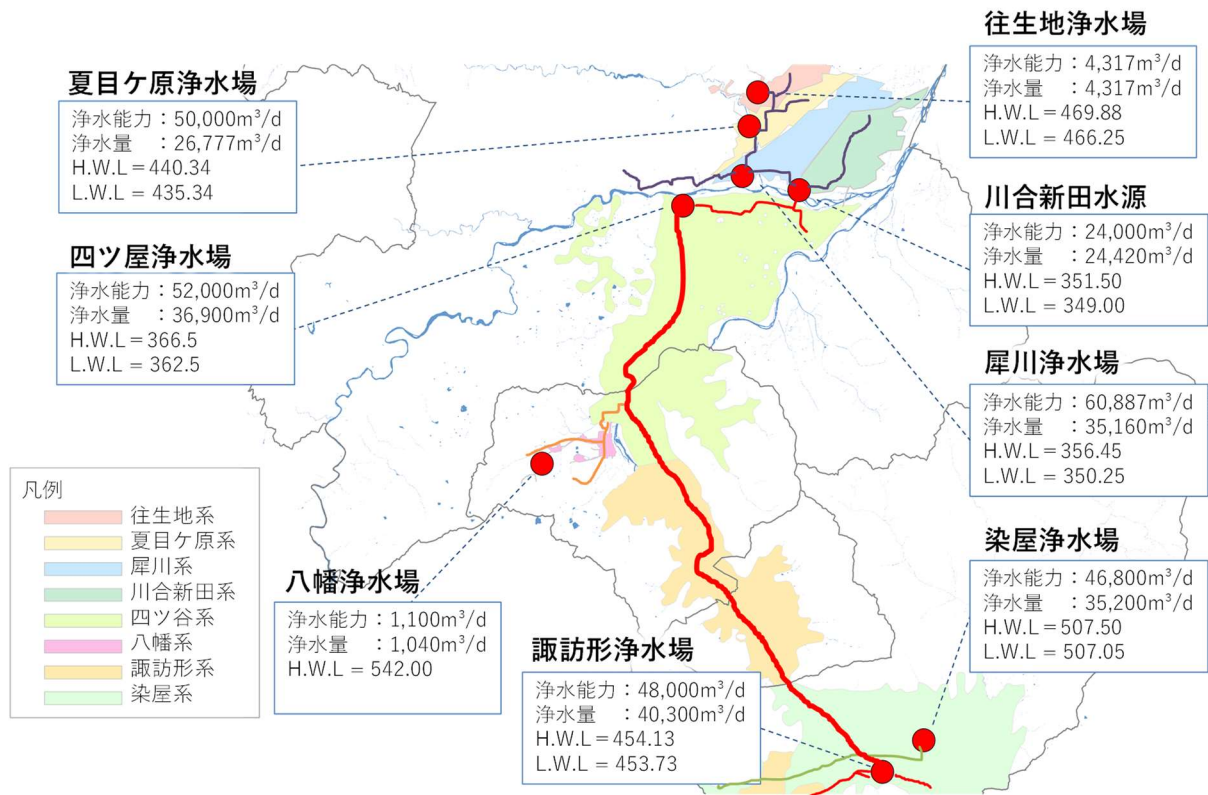 夏目ケ原浄水場
浄水能力：50,000m³/d
浄水量　：26,777m³/d
H.W.L＝440.34
L.W.L＝435.34
四ツ屋浄水場
浄水能力：52,000m³/d
浄水量　：36,900m³/d
H.W.L＝366.5
L.W.L＝362.5
往生地浄水場
浄水能力：4,317m³/d
浄水量　：4,317m³/d
H.W.L＝469.88
L.W.L＝466.25
川合新田水源
浄水能力：24,000m³/d
浄水量　：24,420m³/d
H.W.L＝351.50
L.W.L＝349.00
犀川浄水場
浄水能力：60,887m³/d
浄水量　：35,160m³/d
H.W.L＝356.45
L.W.L＝350.25
染屋浄水場
浄水能力：46,800m³/d
浄水量　：35,200m³/d
H.W.L＝507.50
L.W.L＝507.05
八幡浄水場
浄水能力：1,100m³/d
浄水量　：1,040m³/d
H.W.L＝542.00
諏訪形浄水場
浄水能力：48,000m³/d
浄水量　：40,300m³/d
H.W.L＝454.13
L.W.L＝453.73
凡例
往生地系
夏目ケ原系
犀川系
川合新田系
四ツ谷系
八幡系
諏訪形系
染屋系